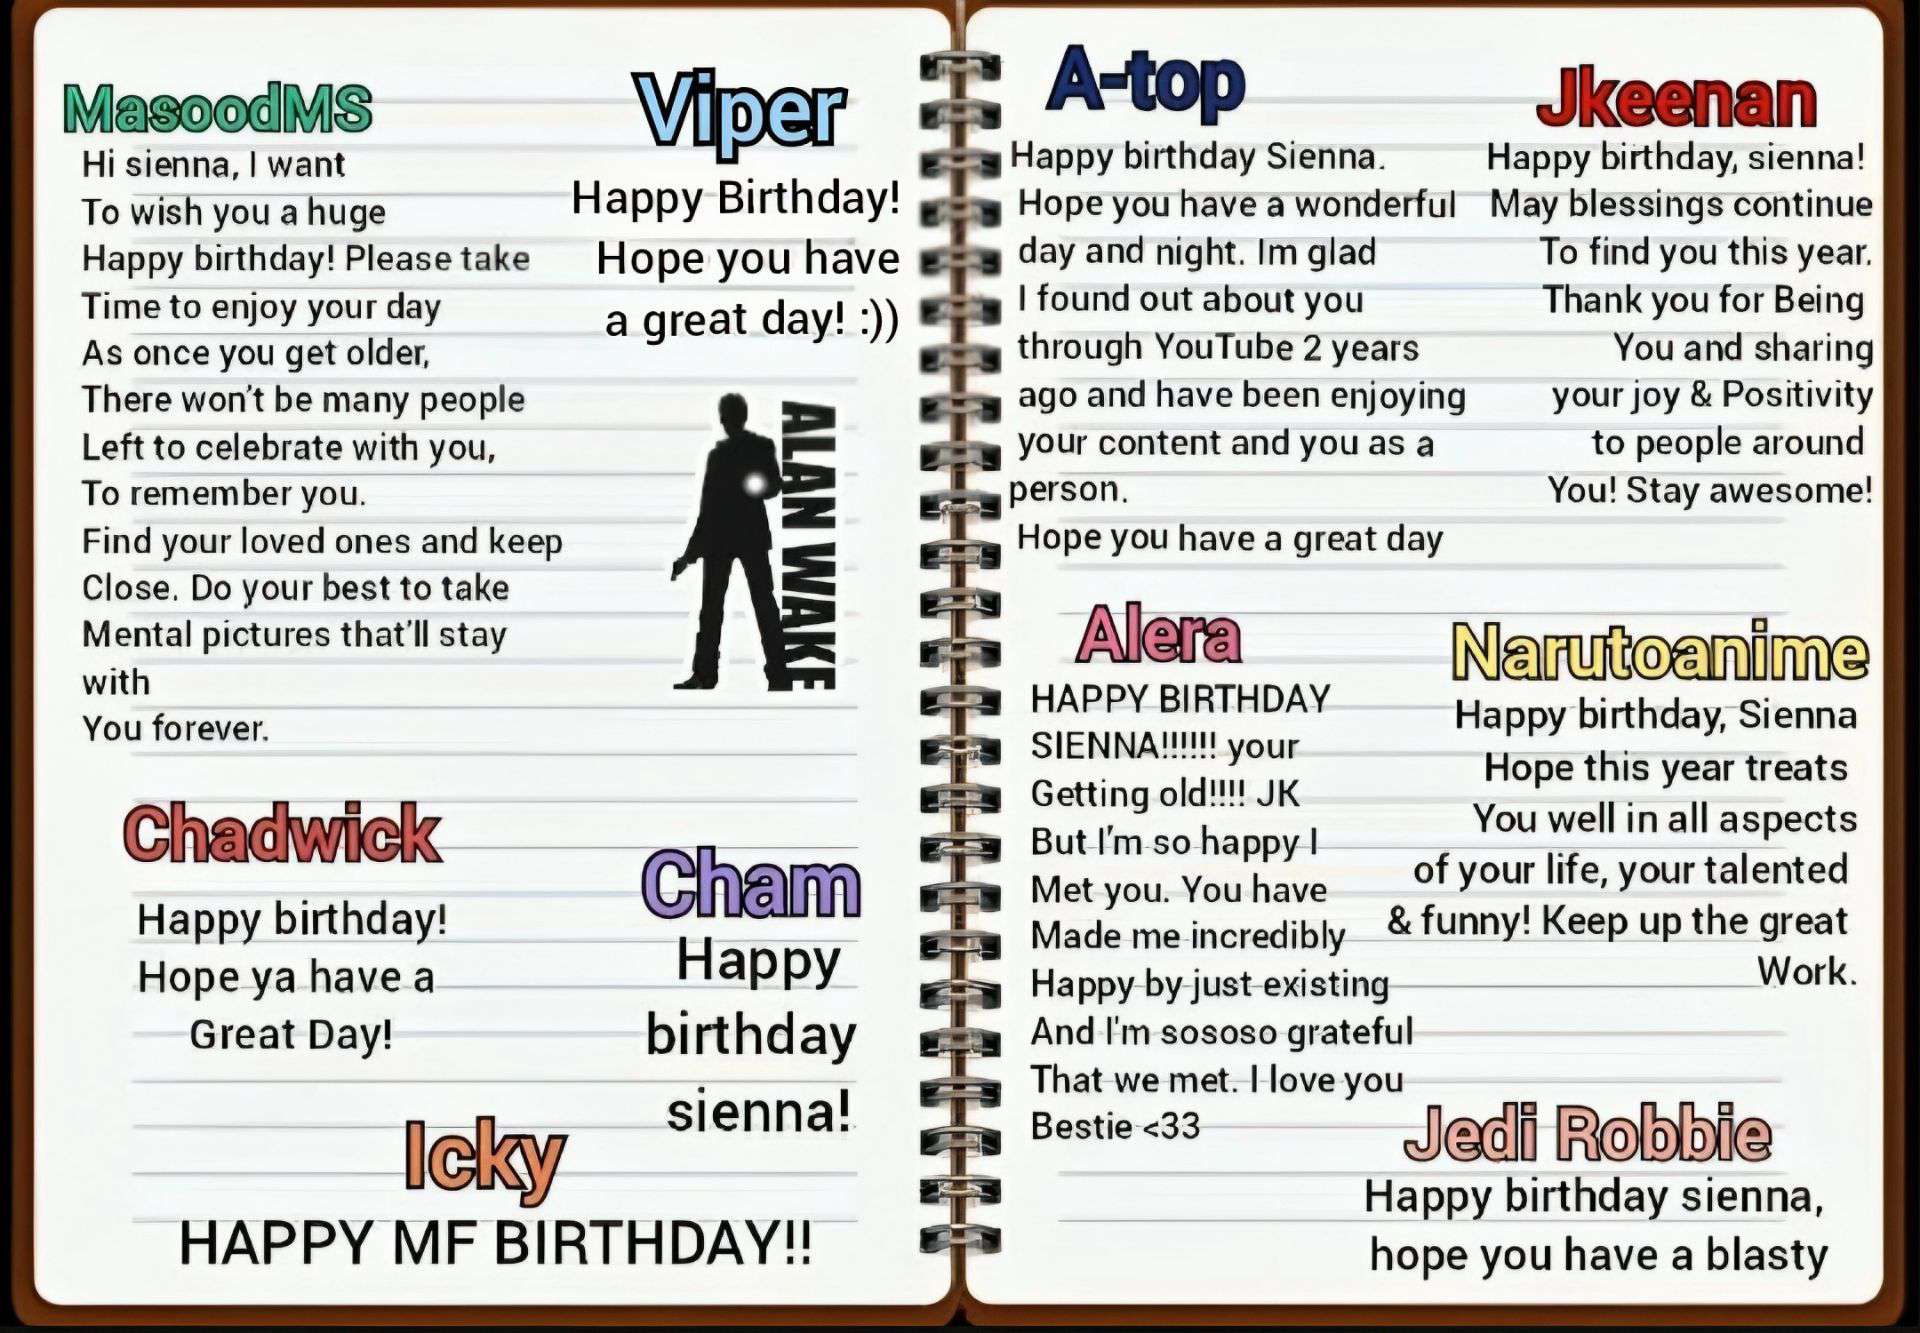 MasoodMS
Hi sienna, I want
To wish you a huge
Happy birthday! Please take
Time to enjoy your day
As once you get older,
There won't be many people
Left to celebrate with you,
To remember you.
Find your loved ones and keep
Close. Do your best to take
Mental pictures that'll stay
with
You forever.
Viper
Happy Birthday!
Hope you have
a great day! :))
ALAN WAKE
Chadwick
Happy birthday!
Hope ya have a
Great Day!
Cham
Happy
birthday
sienna!
Icky
HAPPY MF BIRTHDAY!!
A-top
Happy birthday Sienna.
Hope you have a wonderful
day and night. Im glad
I found out about you
through YouTube 2 years
ago and have been enjoying
your content and you as a
person.
Hope you have a great day
Jkeenan
Happy birthday, sienna!
May blessings continue
To find you this year.
Thank you for Being
You and sharing
your joy & Positivity
to people around
You! Stay awesome!
Alera
HAPPY BIRTHDAY
SIENNA!!!!!! your
Getting old!!!! JK
But I'm so happy I
Met you. You have
Made me incredibly
Happy by just existing
And I'm sososo grateful
That we met. I love you
Bestie <33
Narutoanime
Happy birthday, Sienna
Hope this year treats
You well in all aspects
of your life, your talented
& funny! Keep up the great
Work.
Jedi Robbie
Happy birthday sienna,
hope you have a blasty